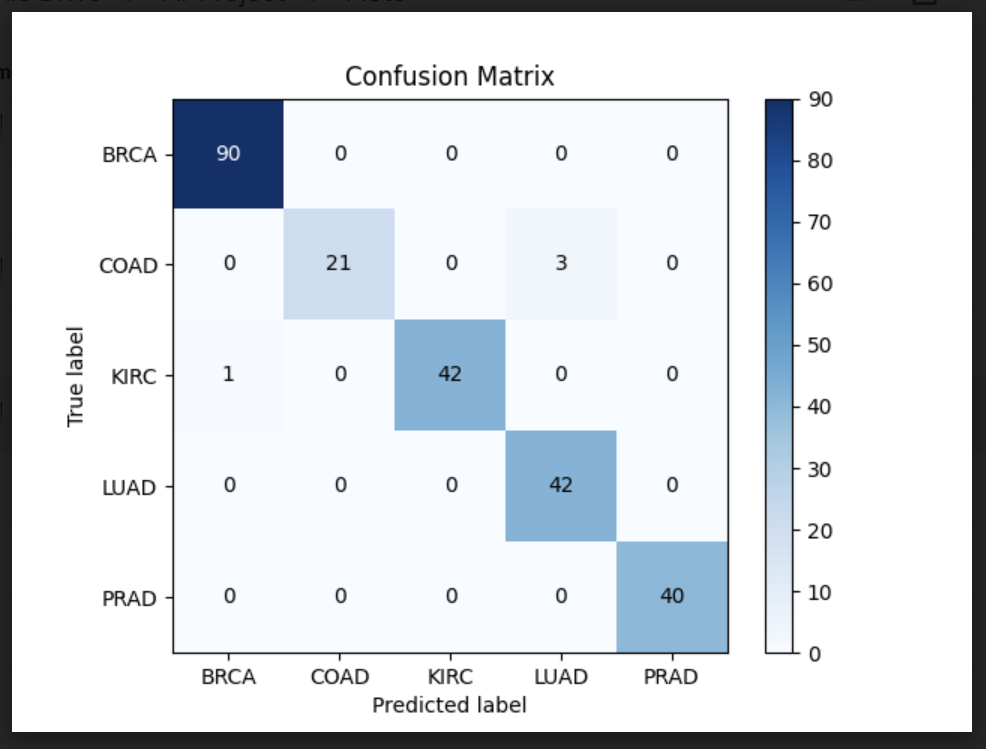 Confusion Matrix
BRCA 90 0 0 0 0
COAD 0 21 0 3 0
KIRC 1 0 42 0 0
LUAD 0 0 0 42 0
PRAD 0 0 0 0 40
BRCA COAD KIRC LUAD PRAD
Predicted label
True label
90
80
70
60
50
40
30
20
10
0